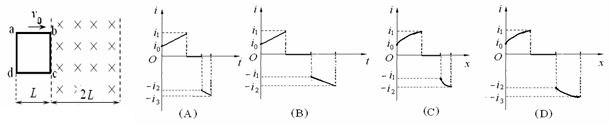 v₀
a b
d c
L 2L
i
i₁
i₀
O t
−i₂
−i₃
(A)
i
i₁
i₀
O t
−i₁
−i₂
(B)
i
i₁
i₀
O x
−i₁
−i₂
(C)
i
i₁
i₀
O x
−i₂
−i₃
(D)